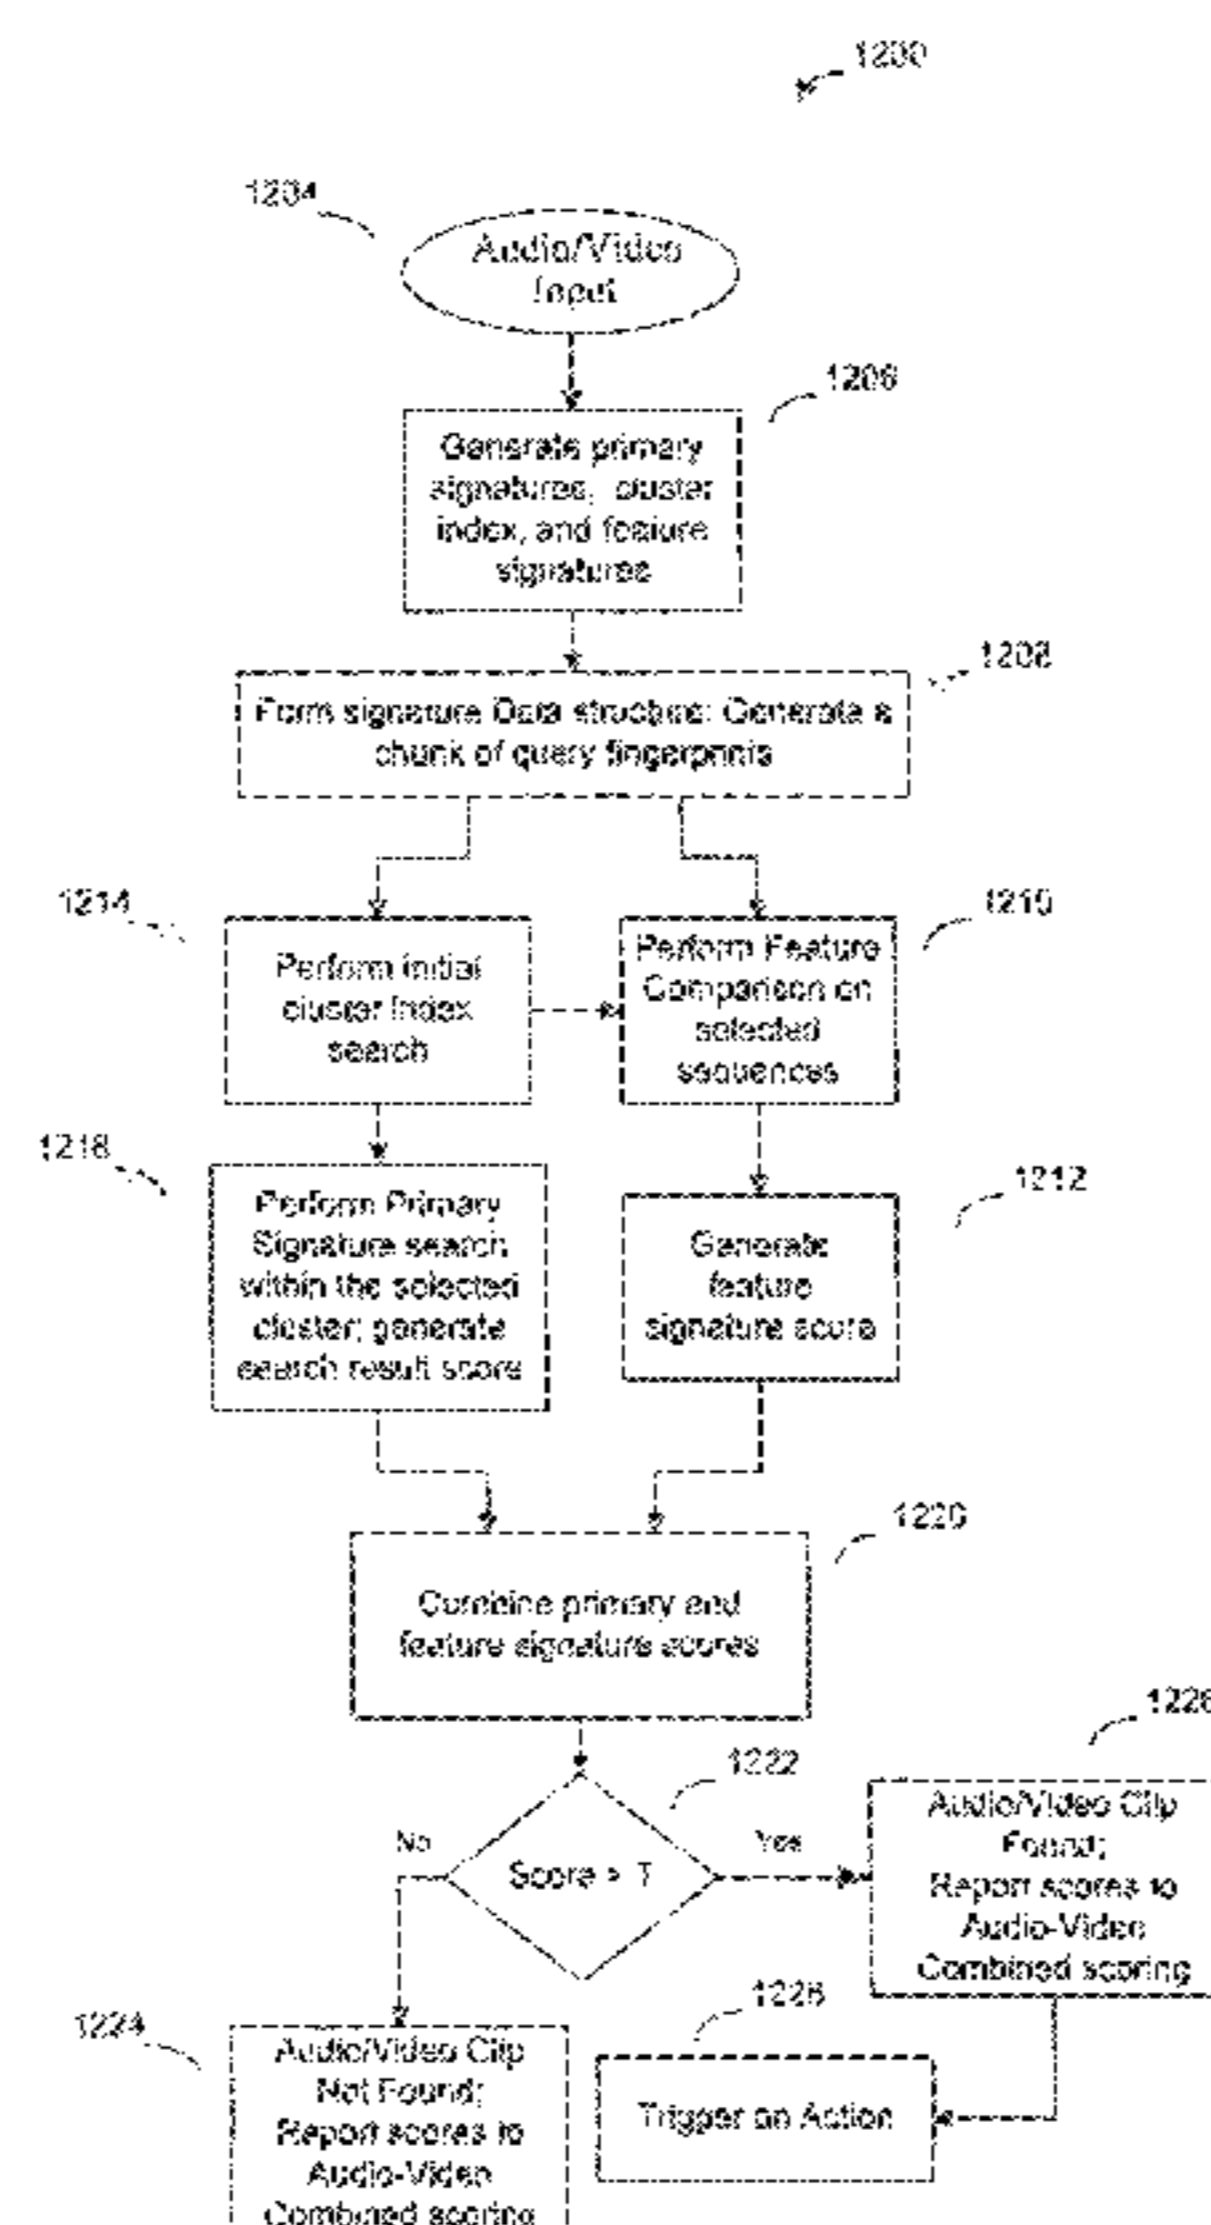 1200
1204
Audio/Video
Input
1206
Generate primary
signatures, cluster
index, and feature
signatures
1208
Form signature Data structure: Generate a
chunk of query fingerprints
1214
Perform initial
cluster index
search
1210
Perform Feature
Comparison on
selected
sequences
1218
Perform Primary
Signature search
within the selected
cluster; generate
search result score
1212
Generate
feature
signature score
1220
Combine primary and
feature signature scores
1222
No
Score > T
Yes
Audio/Video Clip
Found;
Report scores to
Audio-Video
Combined scoring
1224
Audio/Video Clip
Not Found;
Report scores to
Audio-Video
Combined scoring
Trigger an Action